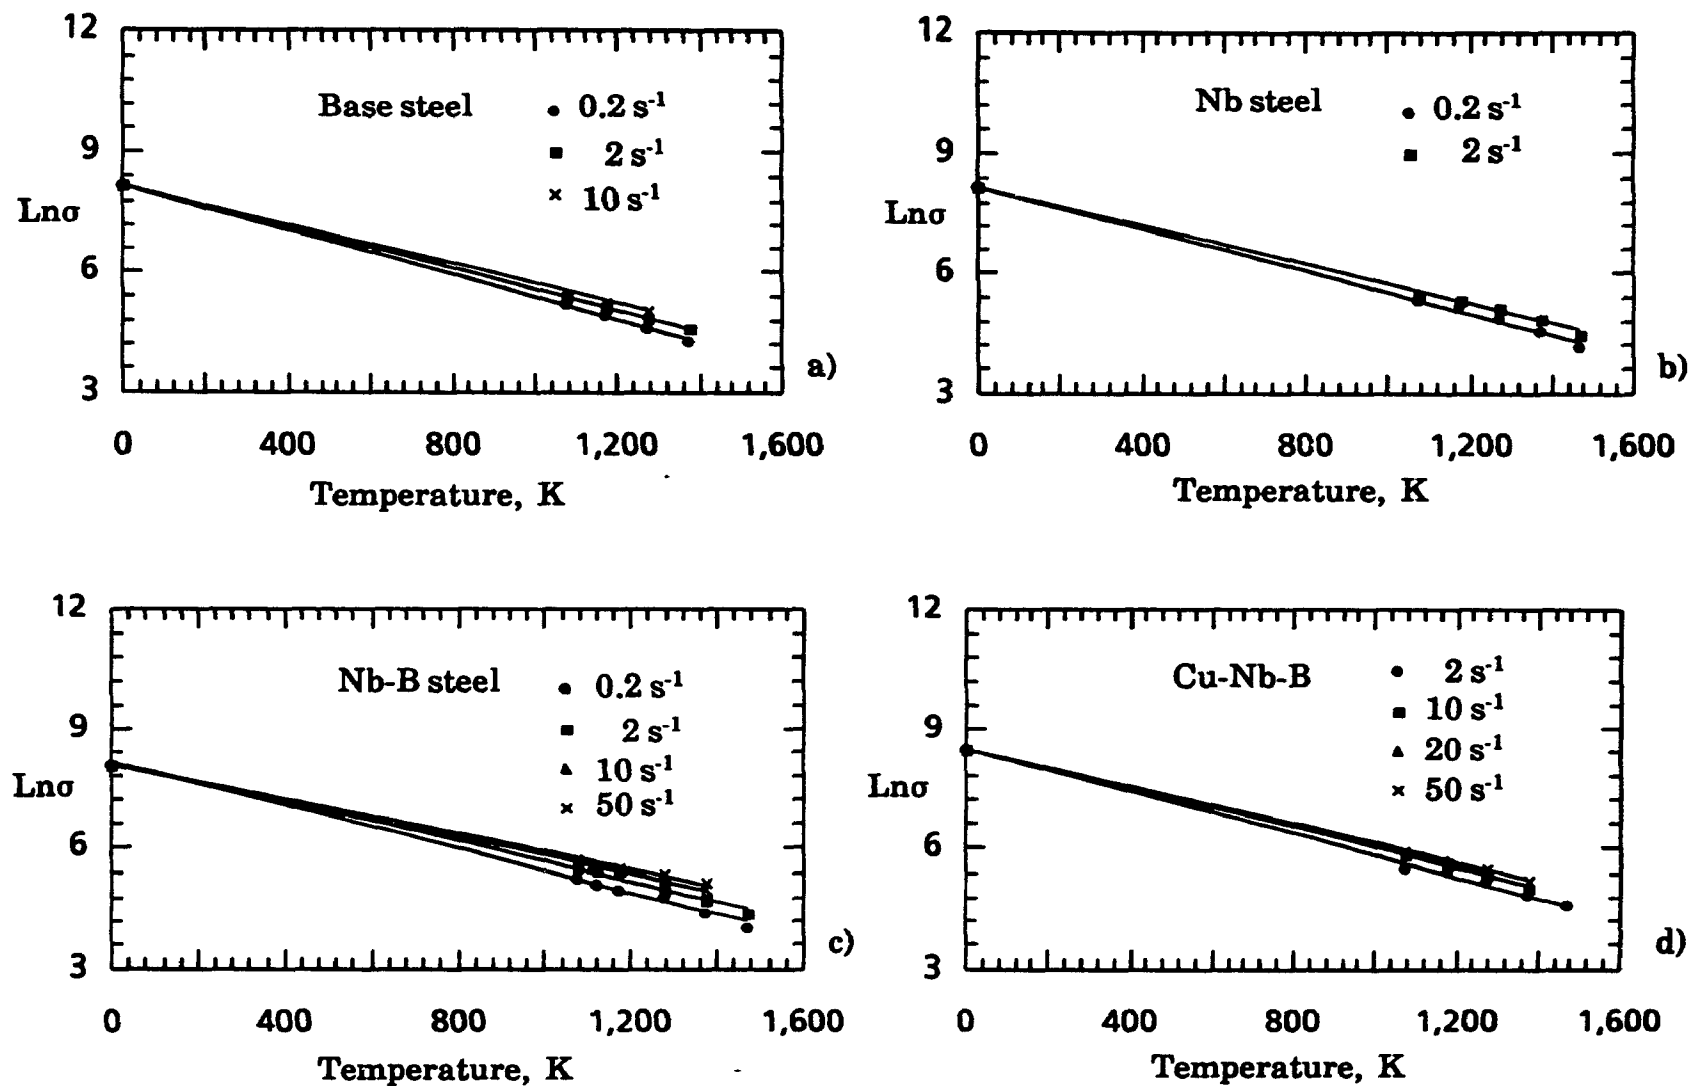 12
Base steel
0.2 s-1
2 s-1
10 s-1
9
Lnσ
6
3
a)
0 400 800 1,200 1,600
Temperature, K
12
Nb steel
0.2 s-1
2 s-1
9
Lnσ
6
3
b)
0 400 800 1,200 1,600
Temperature, K
12
Nb-B steel
0.2 s-1
2 s-1
10 s-1
50 s-1
9
Lnσ
6
3
c)
0 400 800 1,200 1,600
Temperature, K
12
Cu-Nb-B
2 s-1
10 s-1
20 s-1
50 s-1
9
Lnσ
6
3
d)
0 400 800 1,200 1,600
Temperature, K